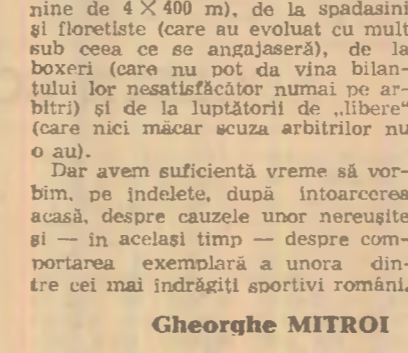 nine de 4 × 400 m), de la spadasini
și floretiste (care au evoluat cu mult
sub ceea ce se angajaseră), de la
boxeri (care nu pot da vina bilan-
țului lor nesatisfăcător numai pe ar-
bitri) și de la luptătorii de „libere“
(care nici măcar scuza arbitrilor nu
o au).
Dar avem suficientă vreme să vor-
bim, pe îndelete, după întoarcerea
acasă, despre cauzele unor nereușite
și — în același timp — despre com-
portarea exemplară a unora din-
tre cei mai îndrăgiți sportivi români.
Gheorghe MITROI